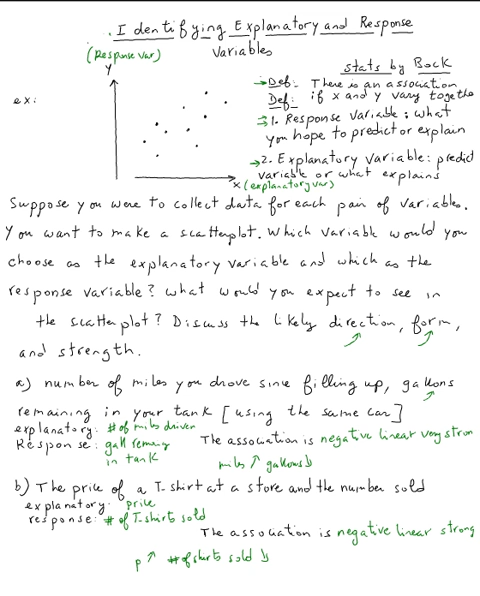 . Identifying Explanatory and Response
Variables
(Response var)
Y
stats by Bock
→Def: There is an association
Def: if x and y vary togethe
ex:
→1. Response Variable: what
you hope to predict or explain
→2. Explanatory Variable: predict
variable or what explains
x (explanatory var)
Suppose you were to collect data for each pair of variables.
You want to make a scatterplot. Which variable would you
choose as the explanatory variable and which as the
response variable? What would you expect to see in
the scatterplot? Discuss the likely direction, form,
and strength.
a) number of miles you drove since filling up, gallons
remaining in your tank [using the same car]
explanatory: # of miles driven
Response: gall remaing
in tank
The association is negative linear very stron
miles ↑ gallons ↓
b) The price of a T-shirt at a store and the number sold
explanatory: price
response: # of T-shirts sold
The association is negative linear strong
p ↑ # of shirts sold ↓